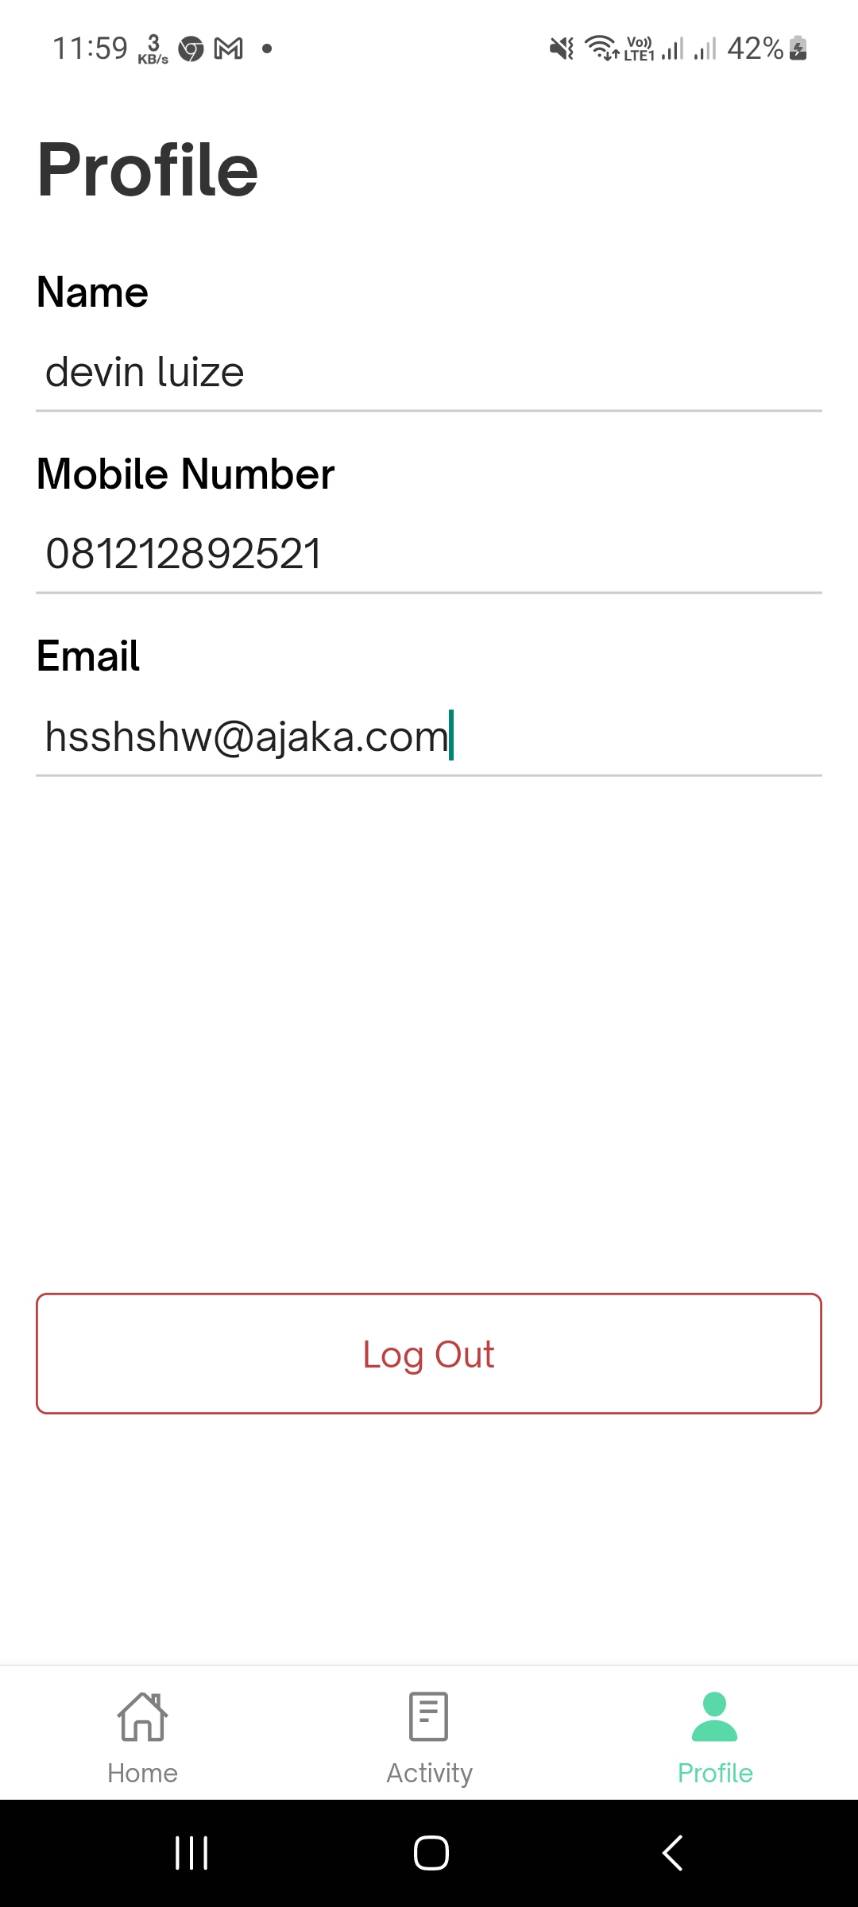 11:59 3 KB/s
Vo)) LTE1 42%
Profile
Name
devin luize
Mobile Number
081212892521
Email
hsshshw@ajaka.com
Log Out
Home Activity Profile